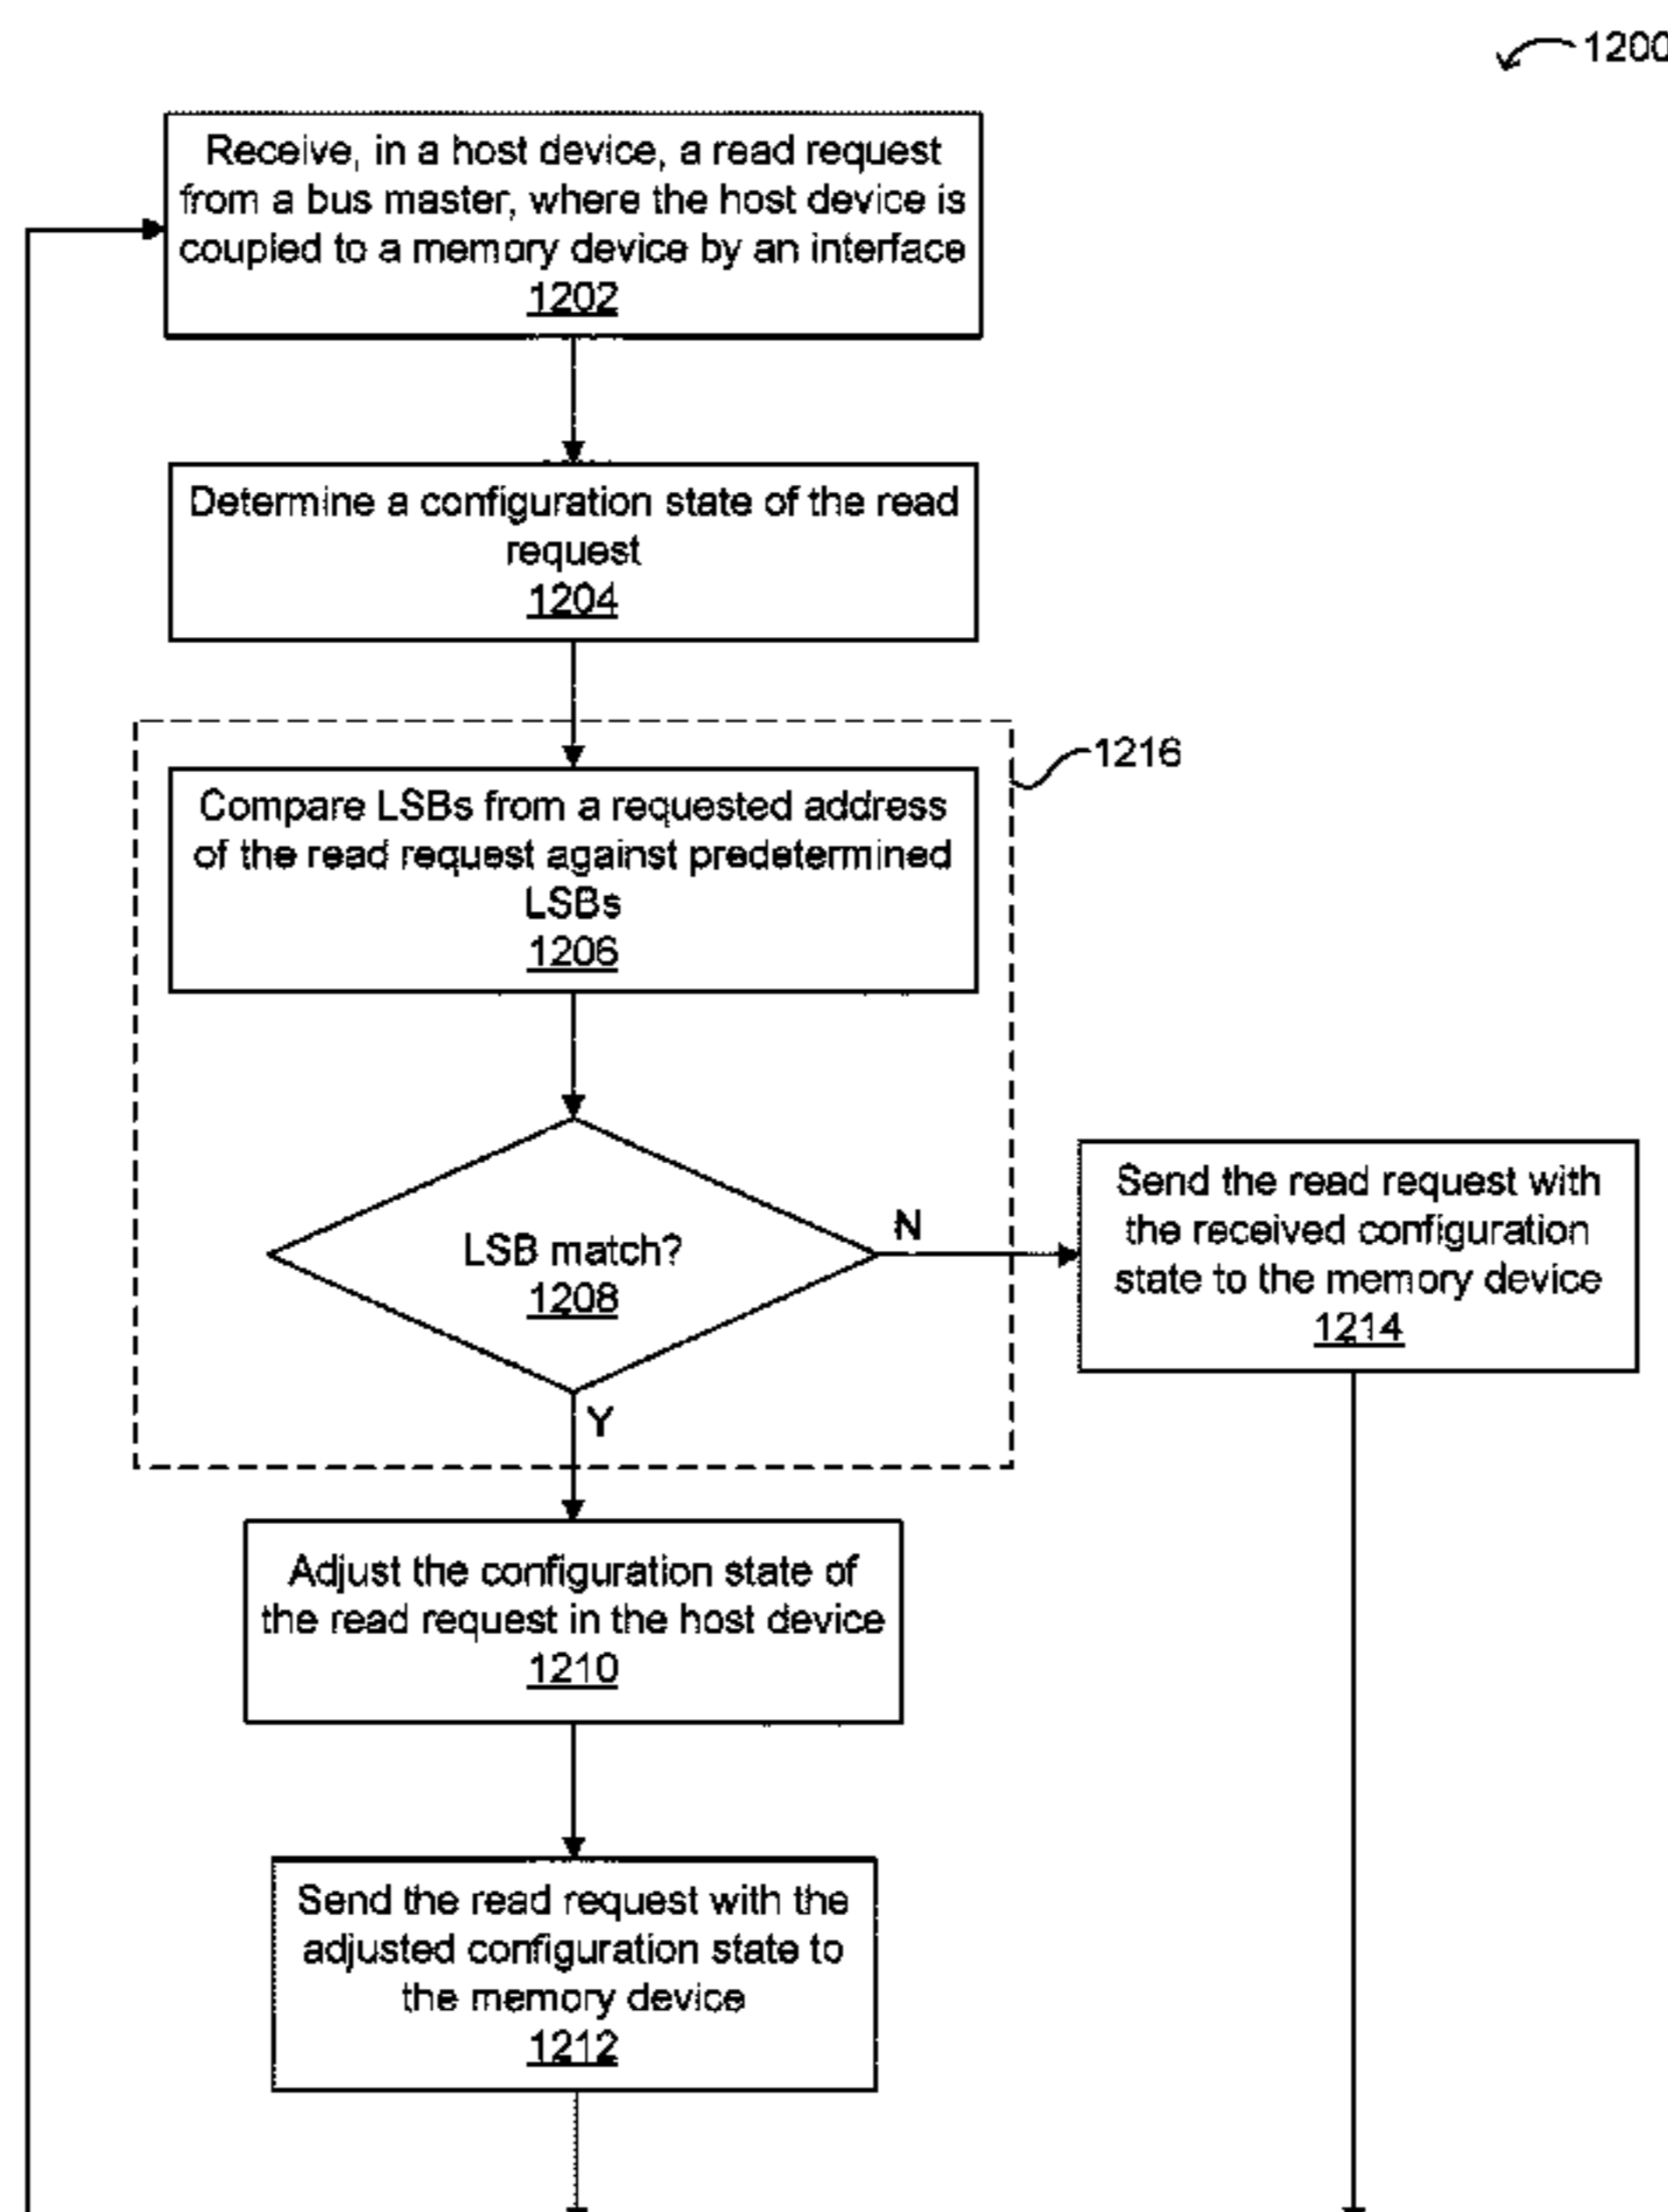 1200
Receive, in a host device, a read request
from a bus master, where the host device is
coupled to a memory device by an interface
1202
Determine a configuration state of the read
request
1204
1216
Compare LSBs from a requested address
of the read request against predetermined
LSBs
1206
LSB match?
1208
N
Send the read request with
the received configuration
state to the memory device
1214
Y
Adjust the configuration state of
the read request in the host device
1210
Send the read request with the
adjusted configuration state to
the memory device
1212